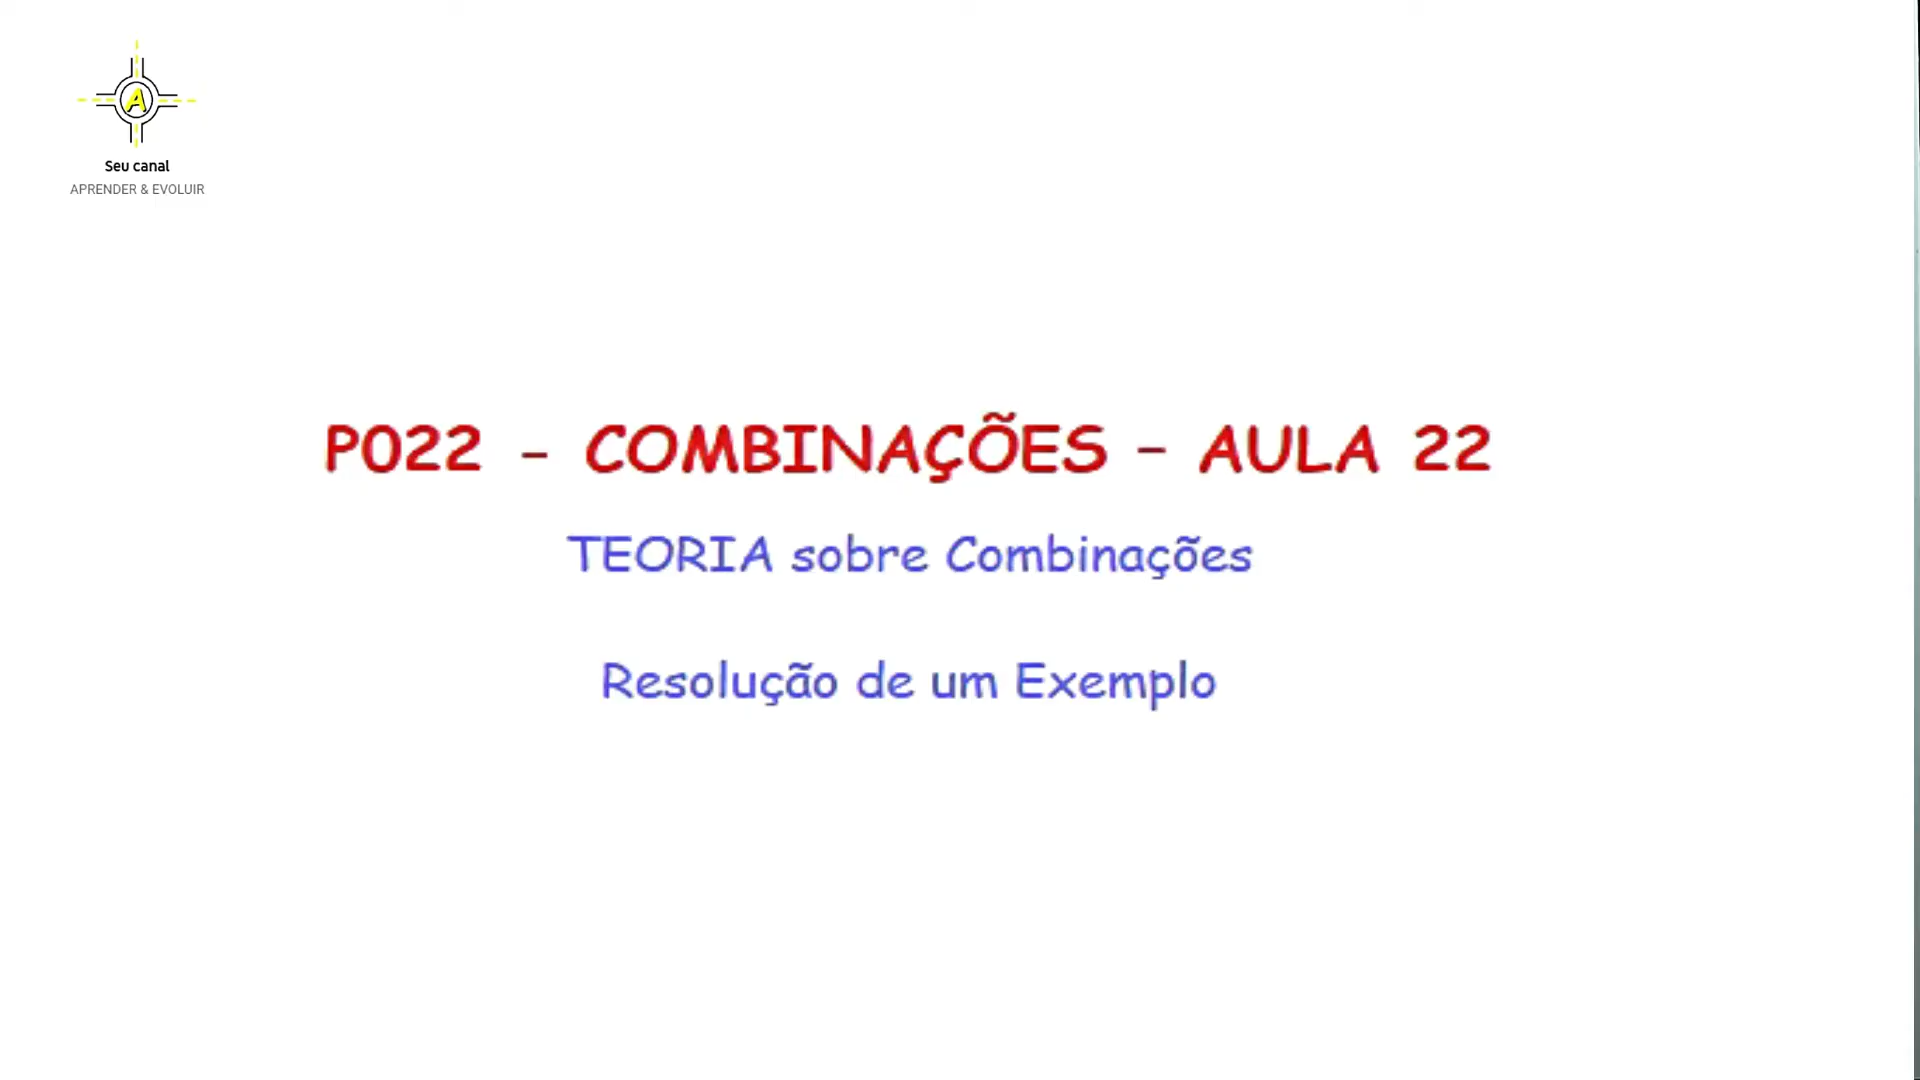 A
Seu canal
APRENDER & EVOLUIR
P022 - COMBINAÇÕES – AULA 22
TEORIA sobre Combinações
Resolução de um Exemplo